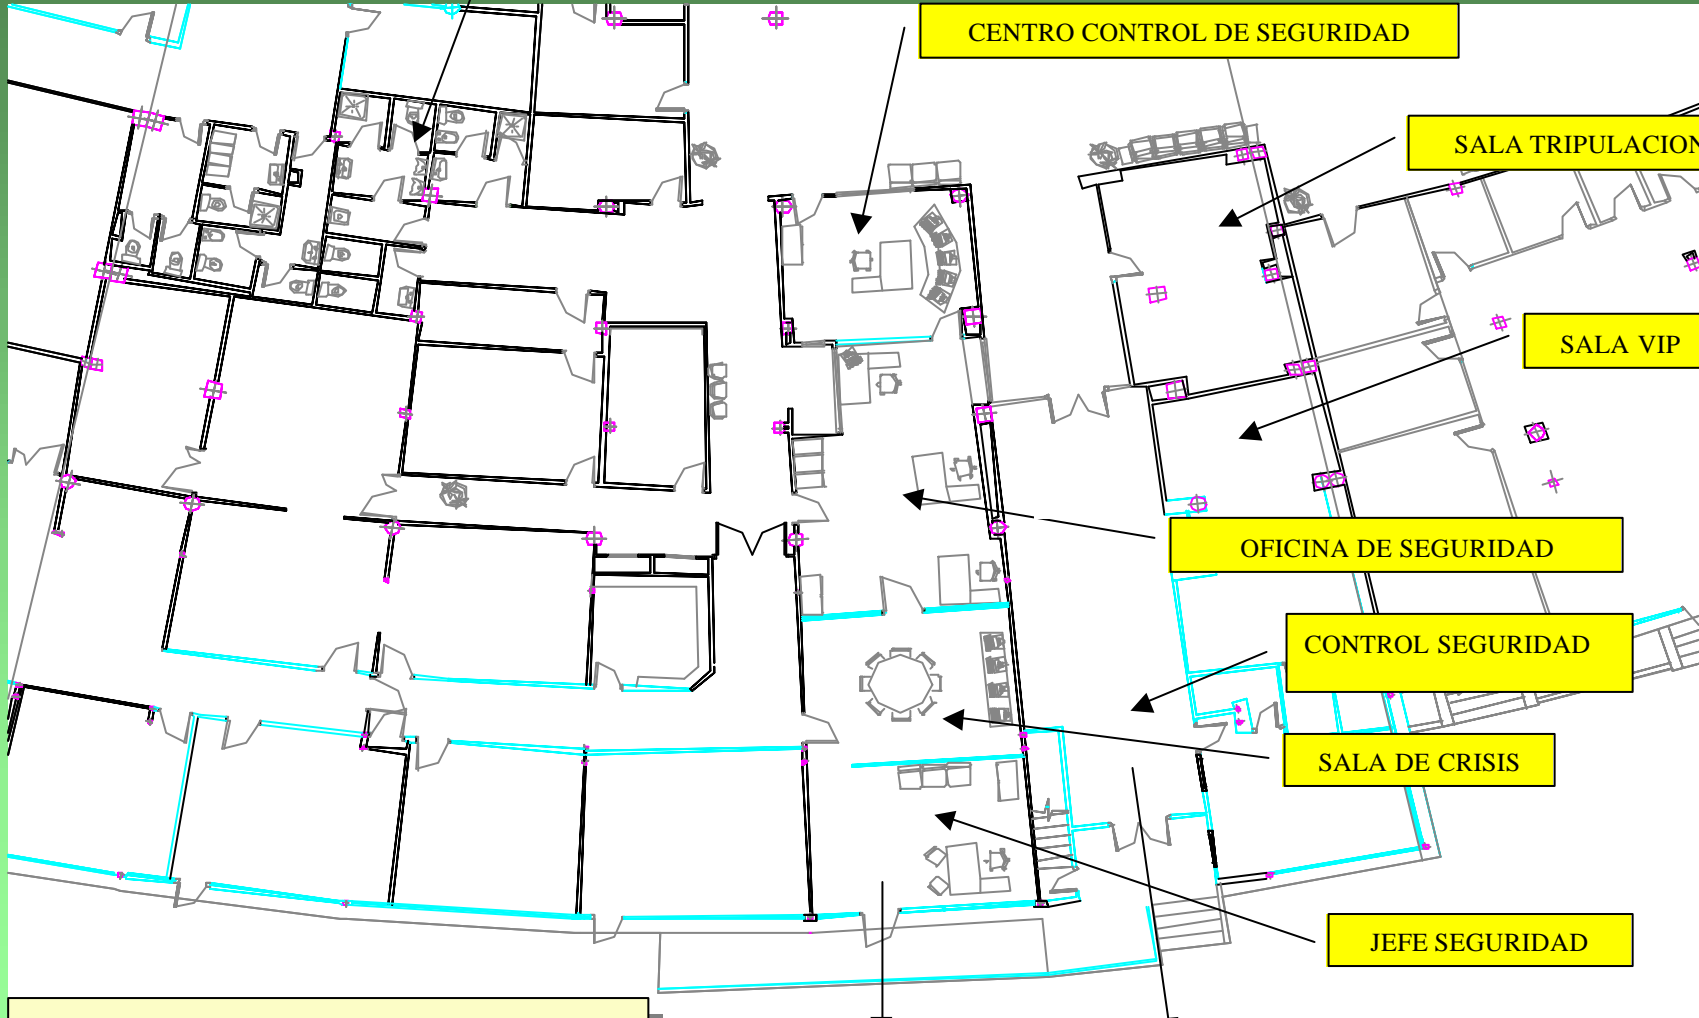 CENTRO CONTROL DE SEGURIDAD
SALA TRIPULACION
SALA VIP
OFICINA DE SEGURIDAD
CONTROL SEGURIDAD
SALA DE CRISIS
JEFE SEGURIDAD